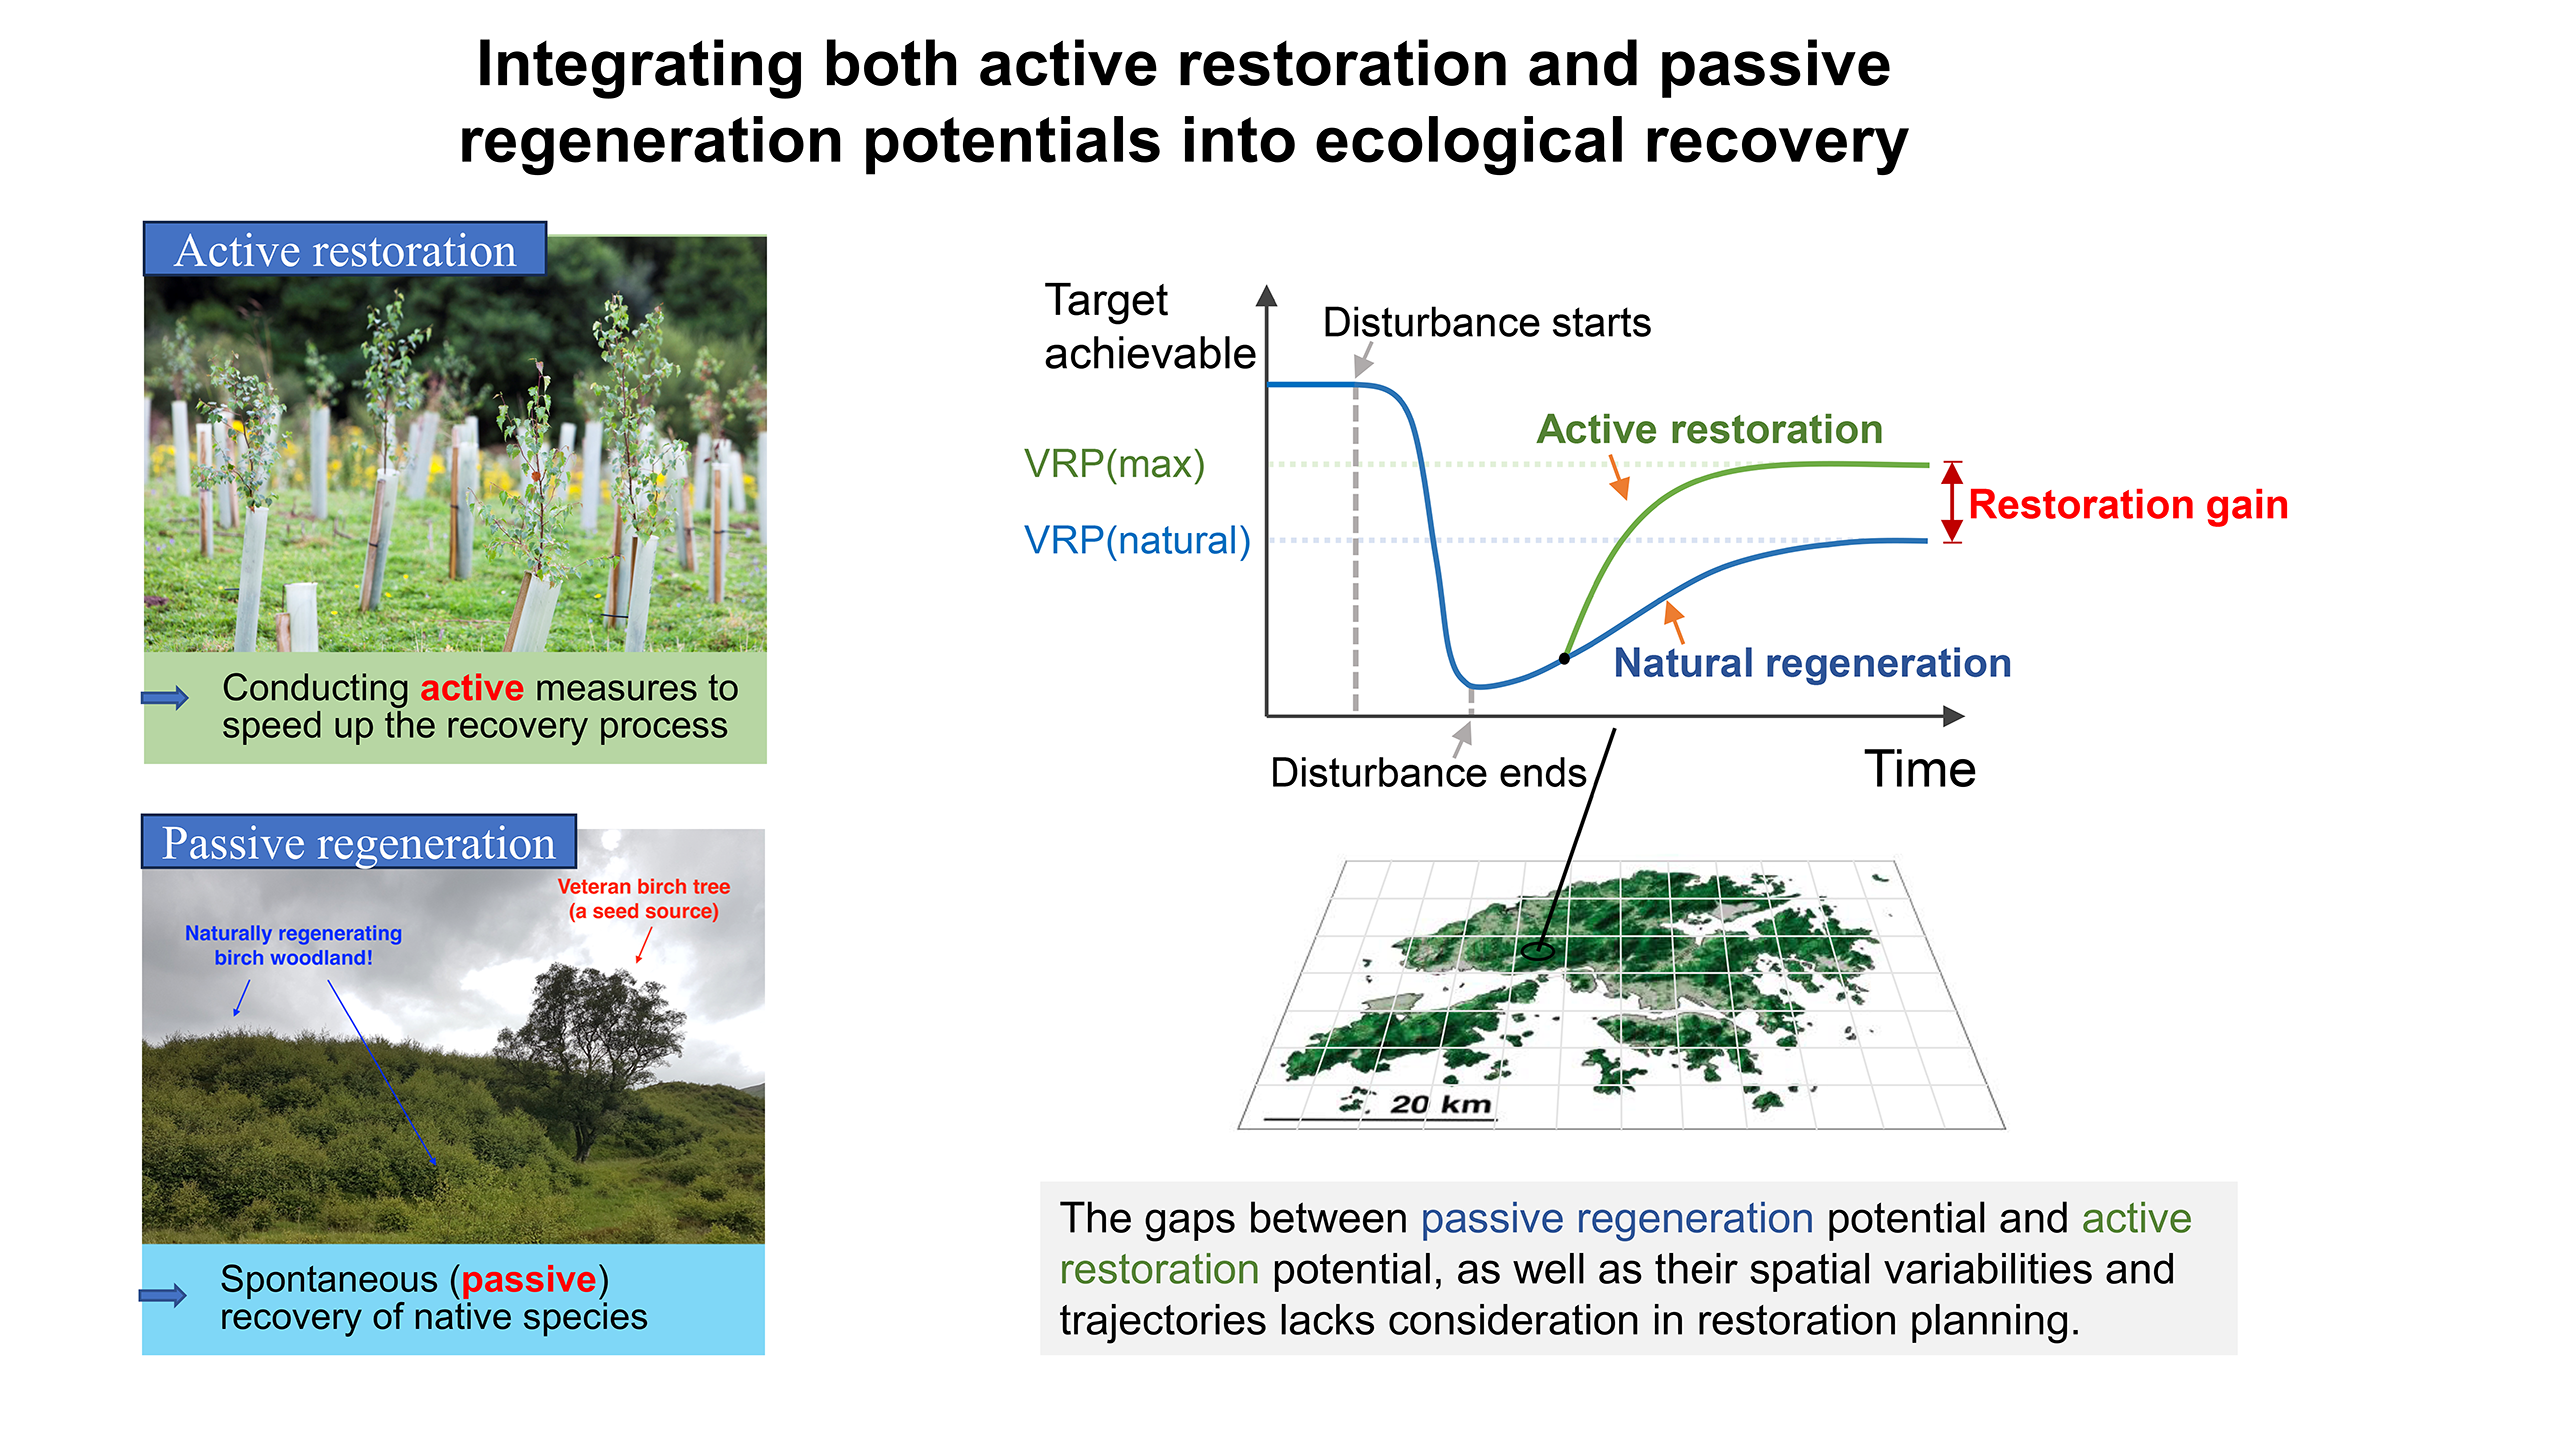 Integrating both active restoration and passive
regeneration potentials into ecological recovery
Active restoration
Conducting active measures to
speed up the recovery process
Passive regeneration
Veteran birch tree
(a seed source)
Naturally regenerating
birch woodland!
Spontaneous (passive)
recovery of native species
Target
achievable
Disturbance starts
Active restoration
VRP(max)
Restoration gain
VRP(natural)
Natural regeneration
Disturbance ends
Time
20 km
The gaps between passive regeneration potential and active
restoration potential, as well as their spatial variabilities and
trajectories lacks consideration in restoration planning.